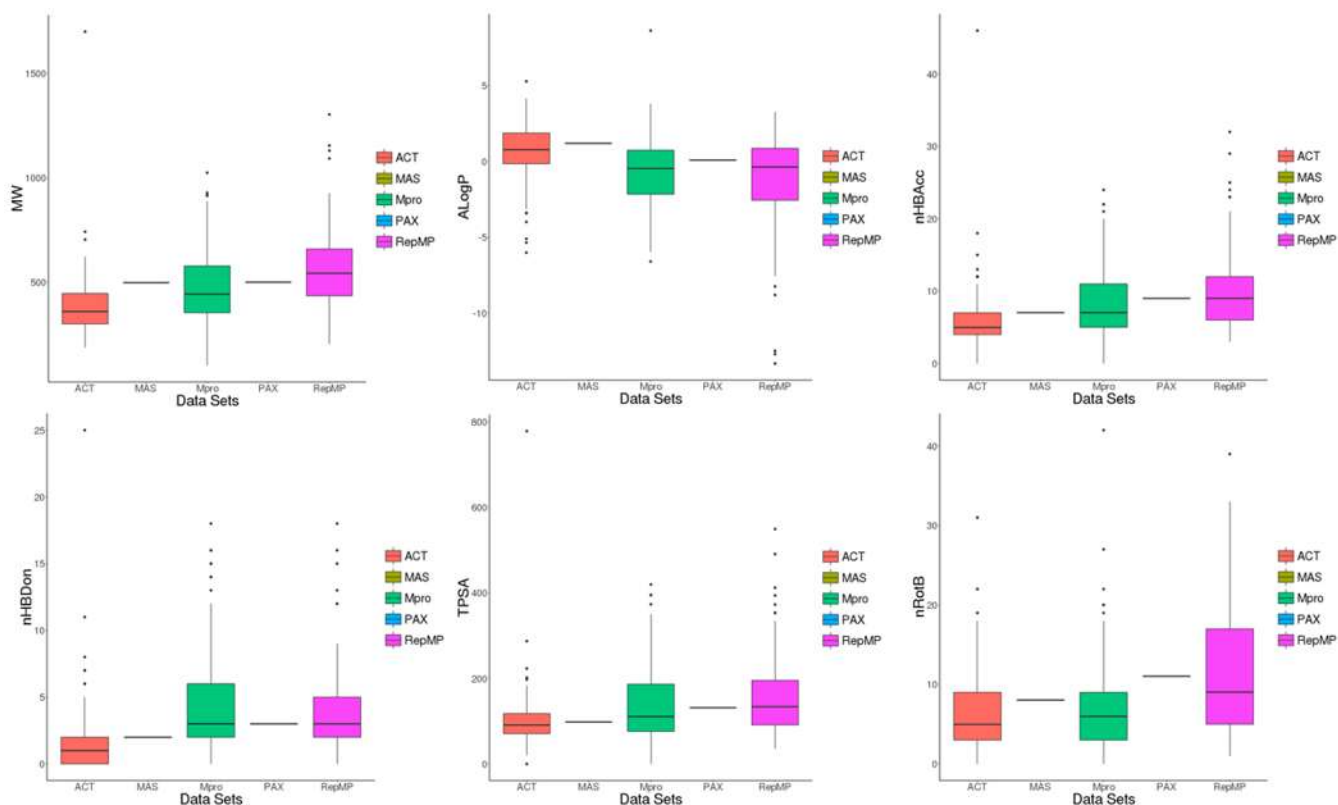 MW
1500
1000
500
ACT
MAS
Mpro
PAX
RepMP
Data Sets
ACT
MAS
Mpro
PAX
RepMP
ALogP
5
0
-5
-10
ACT
MAS
Mpro
PAX
RepMP
Data Sets
ACT
MAS
Mpro
PAX
RepMP
nHBAcc
40
30
20
10
0
ACT
MAS
Mpro
PAX
RepMP
Data Sets
ACT
MAS
Mpro
PAX
RepMP
nHBDon
25
20
15
10
5
0
ACT
MAS
Mpro
PAX
RepMP
Data Sets
ACT
MAS
Mpro
PAX
RepMP
TPSA
800
600
400
200
0
ACT
MAS
Mpro
PAX
RepMP
Data Sets
ACT
MAS
Mpro
PAX
RepMP
nRotB
40
30
20
10
0
ACT
MAS
Mpro
PAX
RepMP
Data Sets
ACT
MAS
Mpro
PAX
RepMP